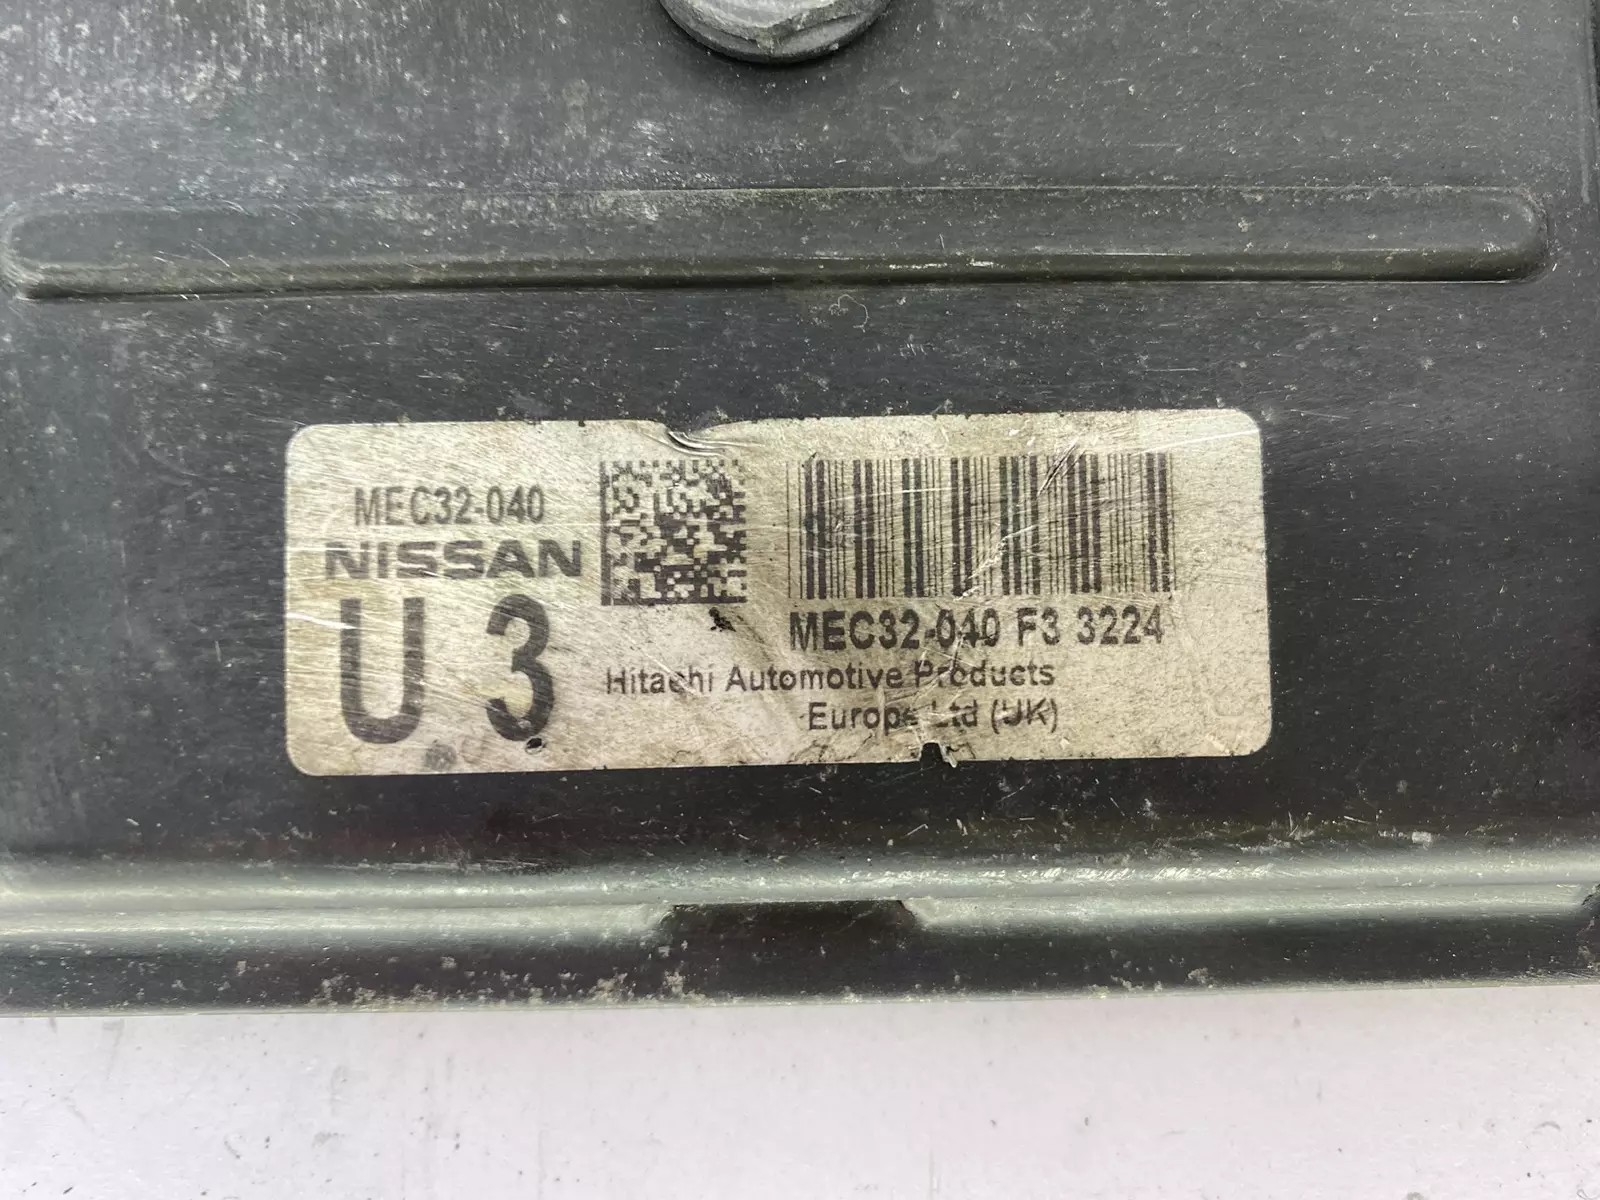 MEC32-040
NISSAN
U 3
MEC32-040 F3 3224
Hitachi Automotive Products
Europe Ltd (UK)